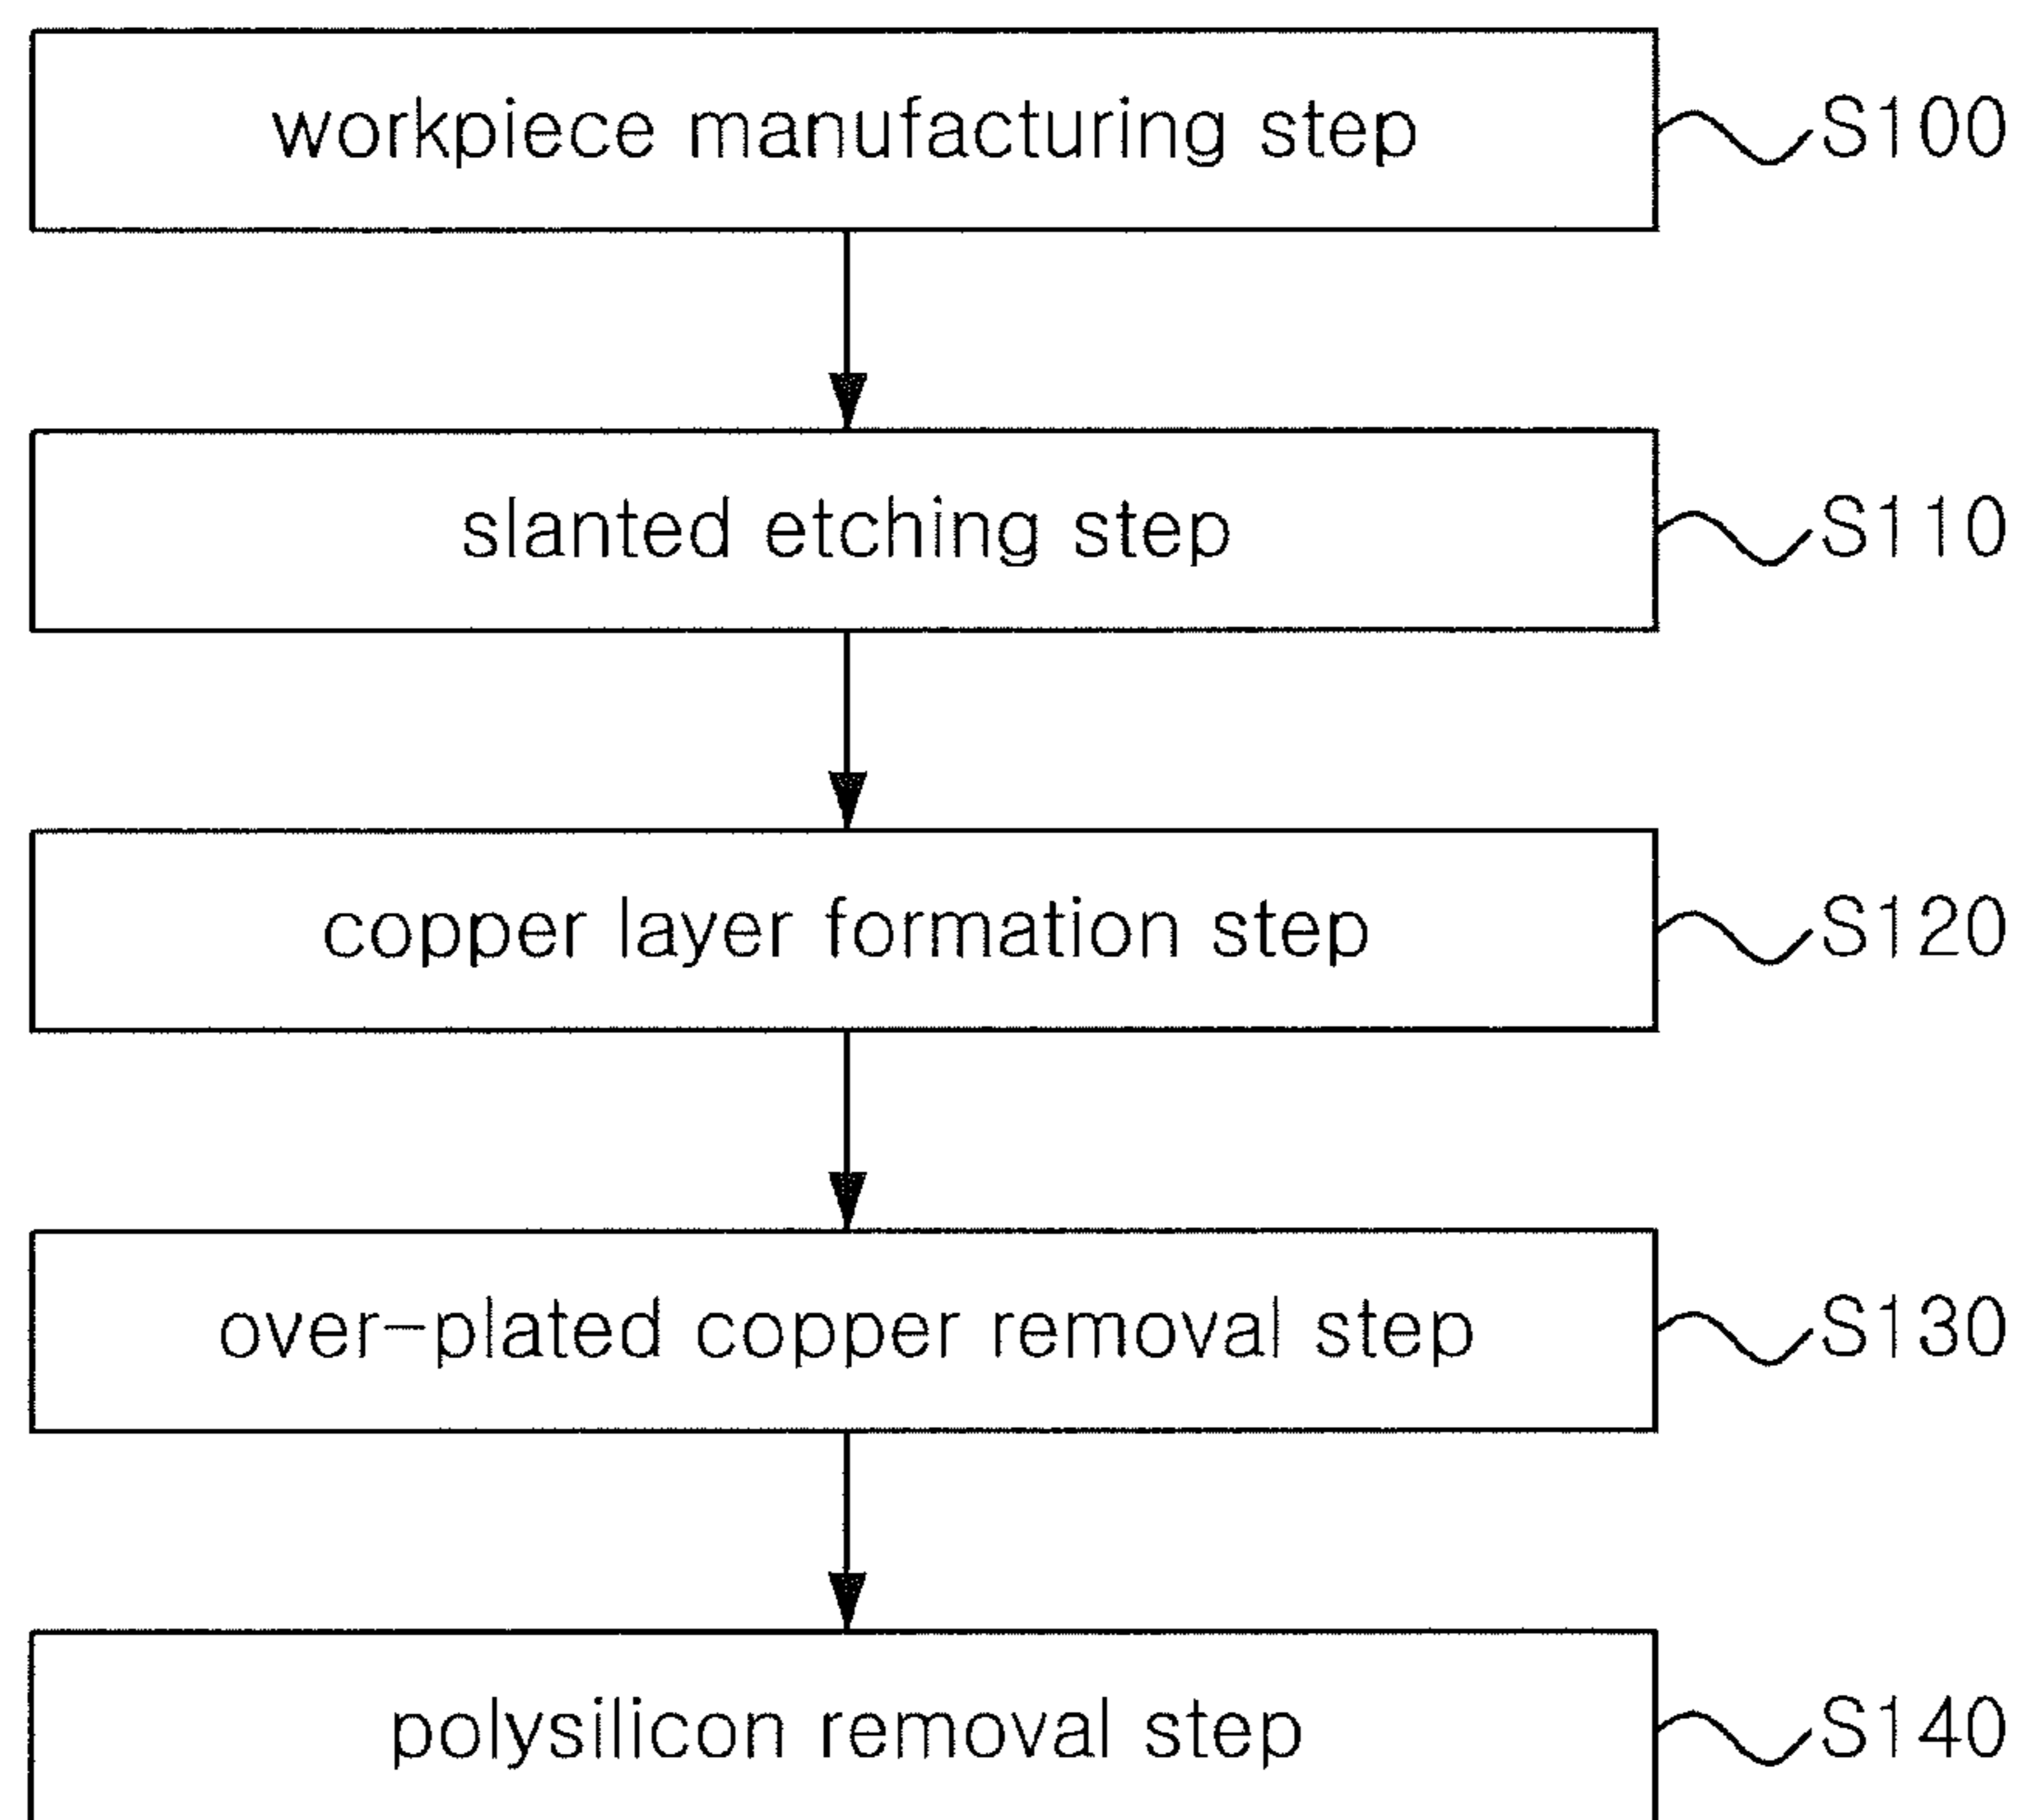 workpiece manufacturing step S100
slanted etching step S110
copper layer formation step S120
over-plated copper removal step S130
polysilicon removal step S140